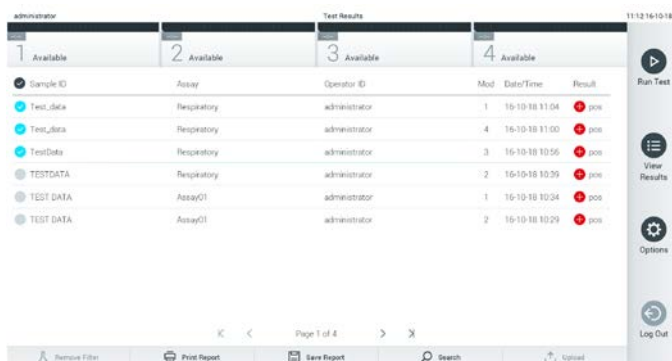 administrator Test Results 11:12 16-10-18
1 Available 2 Available 3 Available 4 Available
Run Test
Sample ID Assay Operator ID Mod Date/Time Result
Test_data Respiratory administrator 1 16-10-18 11:04 pos
Test_data Respiratory administrator 4 16-10-18 11:00 pos
TestData Respiratory administrator 3 16-10-18 10:56 pos
TESTDATA Respiratory administrator 2 16-10-18 10:39 pos
TEST DATA Assay01 administrator 1 16-10-18 10:34 pos
TEST DATA Assay01 administrator 2 16-10-18 10:29 pos
View
Results
Options
Log Out
Page 1 of 4
Remove Filter Print Report Save Report Search Upload